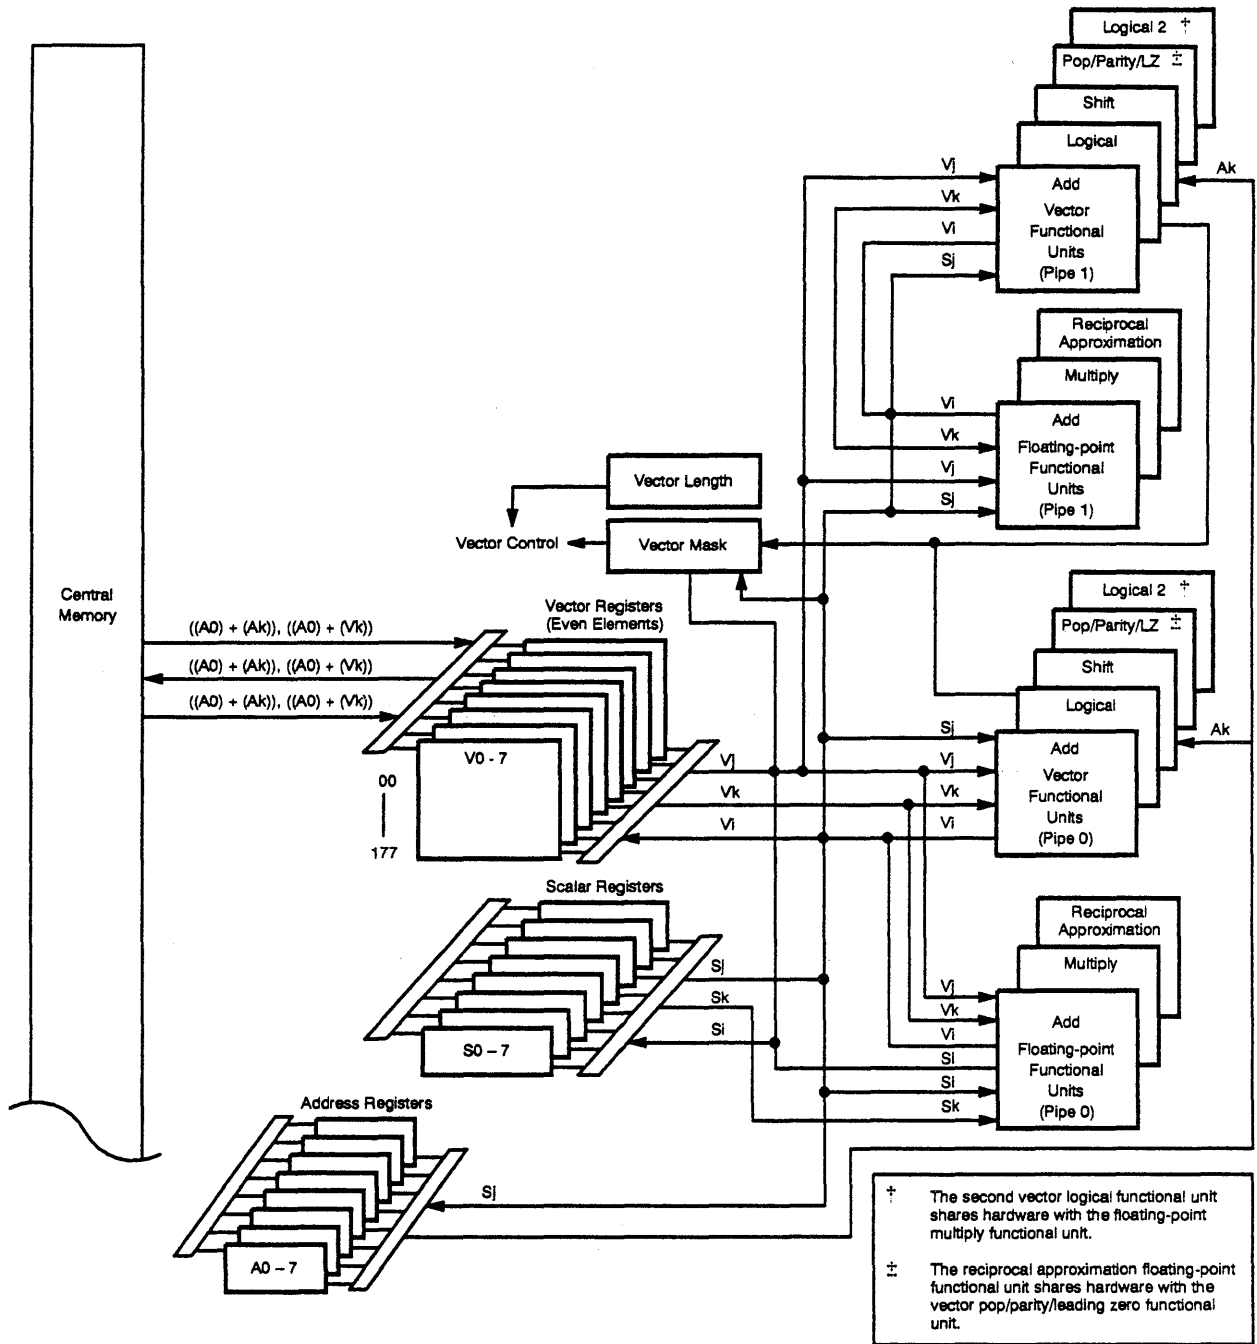 Logical 2 †
Pop/Parity/LZ ‡
Shift
Logical
Add
Vector
Functional
Units
(Pipe 1)
Vj
Vk
Vi
Sj
Ak
Reciprocal
Approximation
Multiply
Add
Floating-point
Functional
Units
(Pipe 1)
Vi
Vk
Vj
Sj
Vector Length
Vector Control
Vector Mask
Central
Memory
((A0) + (Ak)), ((A0) + (Vk))
((A0) + (Ak)), ((A0) + (Vk))
((A0) + (Ak)), ((A0) + (Vk))
Vector Registers
(Even Elements)
V0 - 7
00
177
Vj
Vk
Vi
Logical 2 †
Pop/Parity/LZ ‡
Shift
Logical
Add
Vector
Functional
Units
(Pipe 0)
Sj
Vj
Vk
Vi
Ak
Scalar Registers
S0 – 7
Sj
Sk
Si
Reciprocal
Approximation
Multiply
Add
Floating-point
Functional
Units
(Pipe 0)
Vj
Vk
Vi
Si
Si
Sk
Address Registers
A0 – 7
Sj
† The second vector logical functional unit
shares hardware with the floating-point
multiply functional unit.
‡ The reciprocal approximation floating-point
functional unit shares hardware with the
vector pop/parity/leading zero functional
unit.